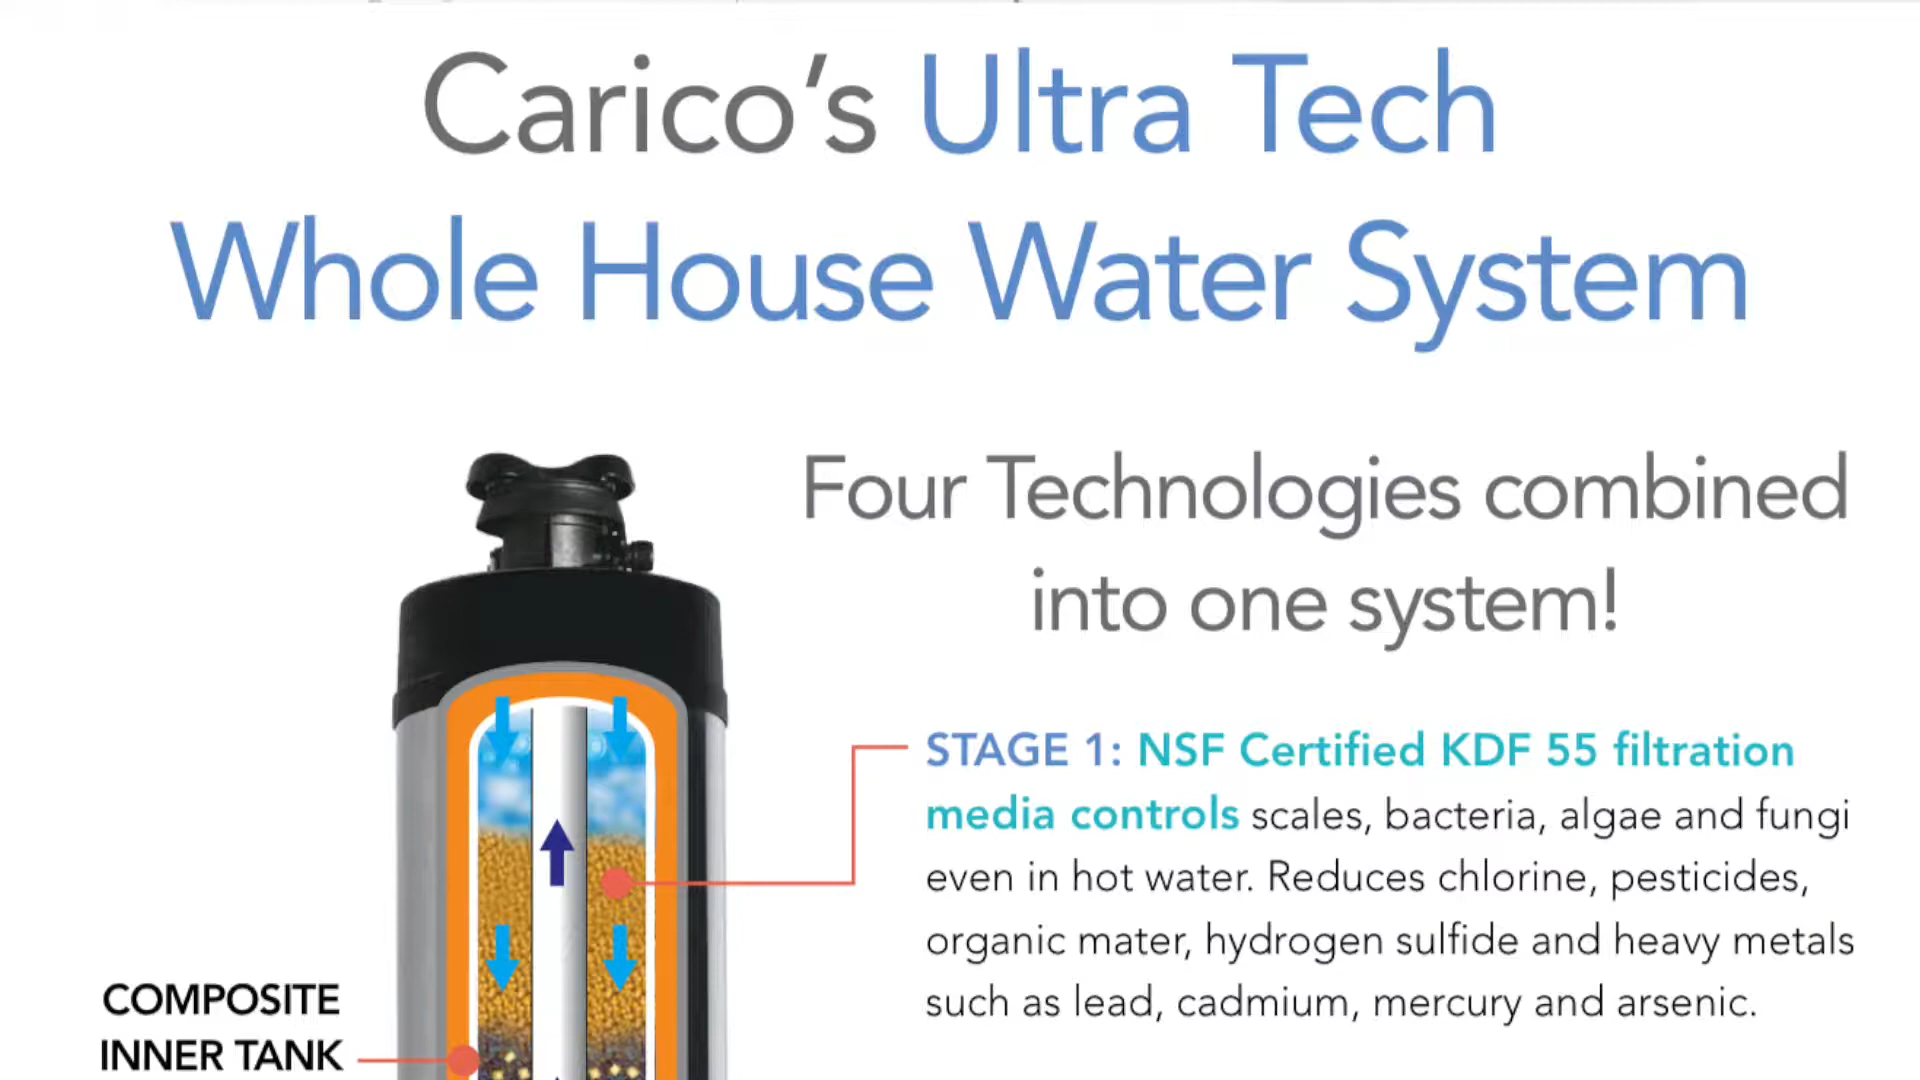 Carico's Ultra Tech
Whole House Water System
Four Technologies combined
into one system!
STAGE 1: NSF Certified KDF 55 filtration
media controls scales, bacteria, algae and fungi
even in hot water. Reduces chlorine, pesticides,
organic mater, hydrogen sulfide and heavy metals
such as lead, cadmium, mercury and arsenic.
COMPOSITE
INNER TANK